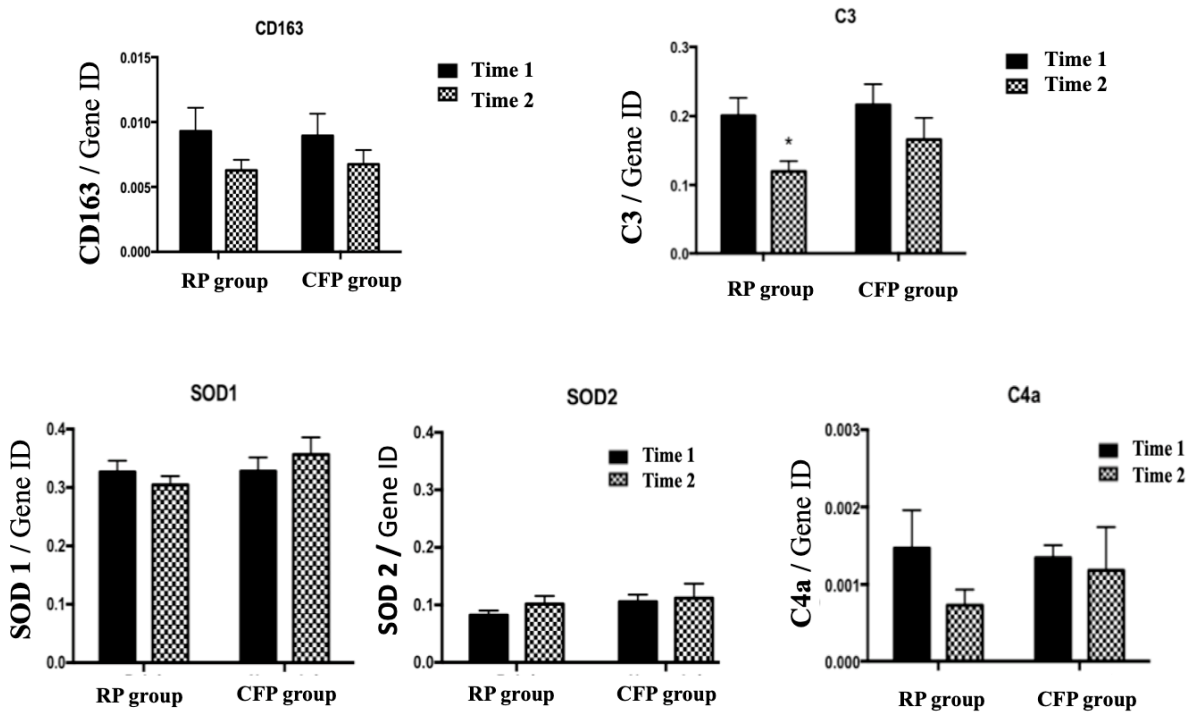 CD163
CD163 / Gene ID
0.015
0.010
0.005
0.000
Time 1
Time 2
RP group
CFP group
C3
C3 / Gene ID
0.3
0.2
0.1
0.0
*
Time 1
Time 2
RP group
CFP group
SOD1
SOD 1 / Gene ID
0.4
0.3
0.2
0.1
0.0
RP group
CFP group
SOD2
SOD 2 / Gene ID
0.4
0.3
0.2
0.1
0.0
Time 1
Time 2
RP group
CFP group
C4a
C4a / Gene ID
0.003
0.002
0.001
0.000
Time 1
Time 2
RP group
CFP group